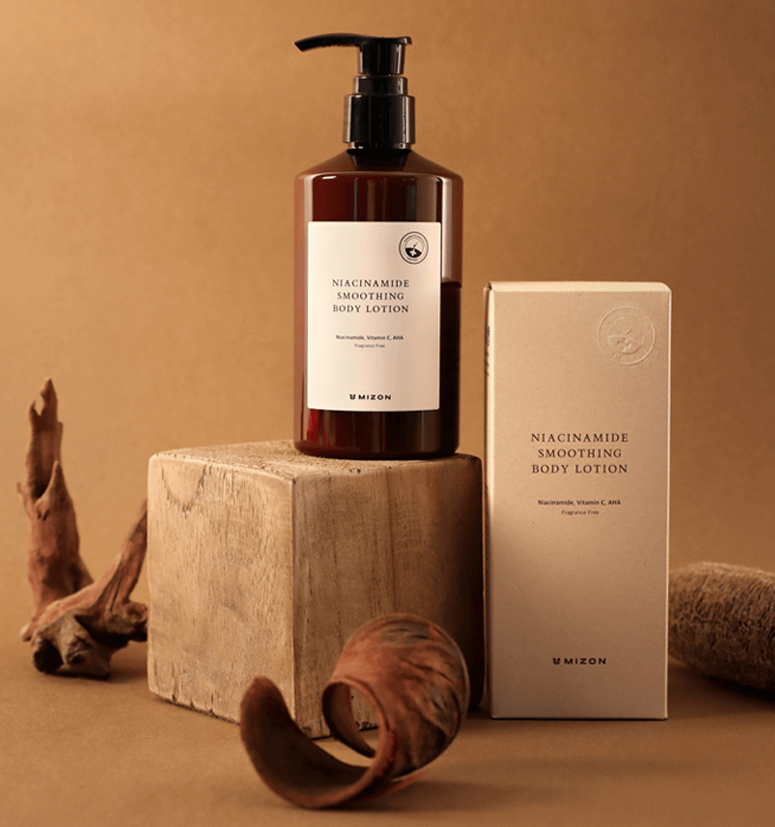 NIACINAMIDE
SMOOTHING
BODY LOTION
Niacinamide, Vitamin C, AHA
Fragrance Free
MIZON
NIACINAMIDE
SMOOTHING
BODY LOTION
Niacinamide, Vitamin C, AHA
Fragrance Free
MIZON